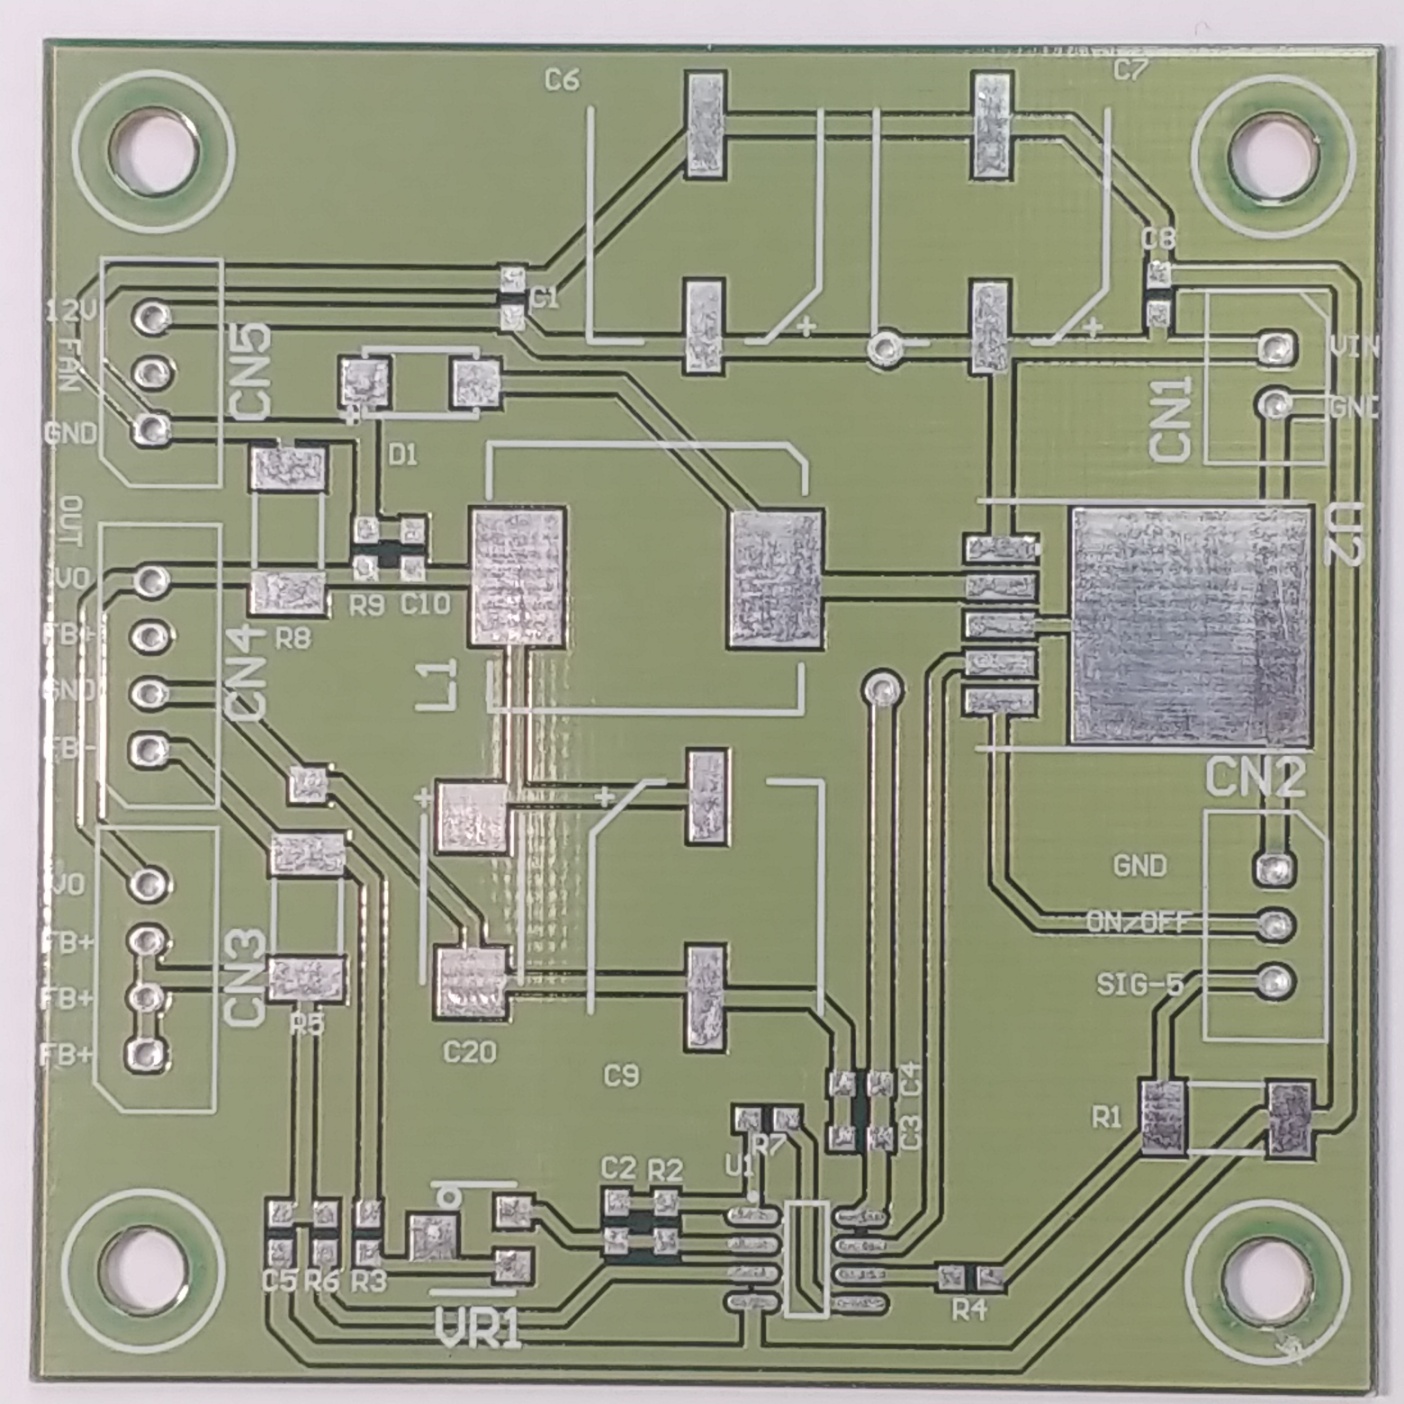 C6
C7
C8
C1
12V
FAN
GND
CN5
VIN
GND
CN1
D1
OUT
VO
FB+
GND
FB-
R9
C10
R8
CN4
L1
U2
CN2
+
+
+
+
+
GND
ON/OFF
SIG-5
VO
FB+
FB+
FB+
CN3
R5
C20
C9
C4
C3
R1
R7
U1
C2
R2
C5
R6
R3
R4
VR1